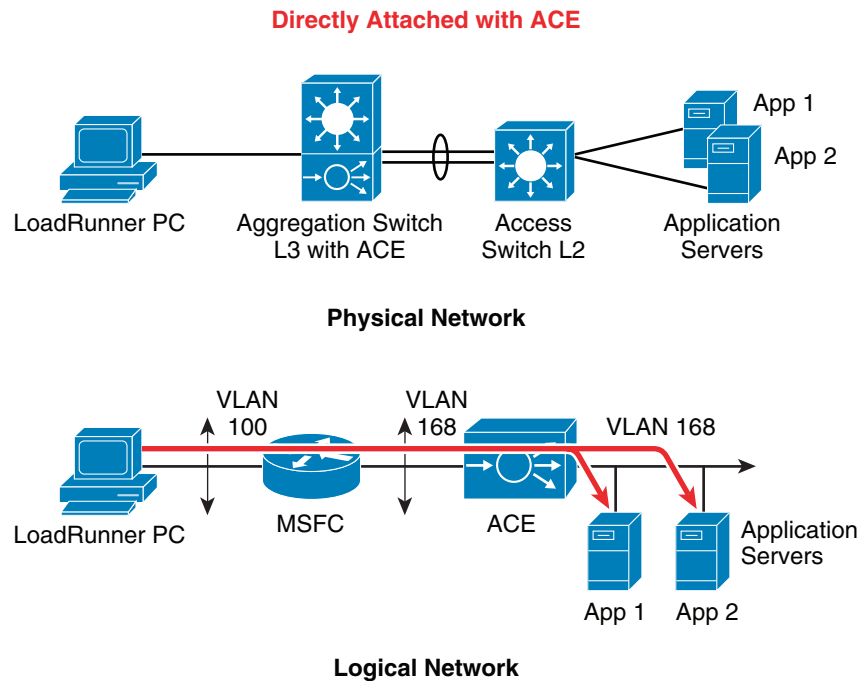 Directly Attached with ACE
App 1
App 2
LoadRunner PC
Aggregation Switch
L3 with ACE
Access
Switch L2
Application
Servers
Physical Network
VLAN
100
VLAN
168
VLAN 168
LoadRunner PC
MSFC
ACE
Application
Servers
App 1
App 2
Logical Network